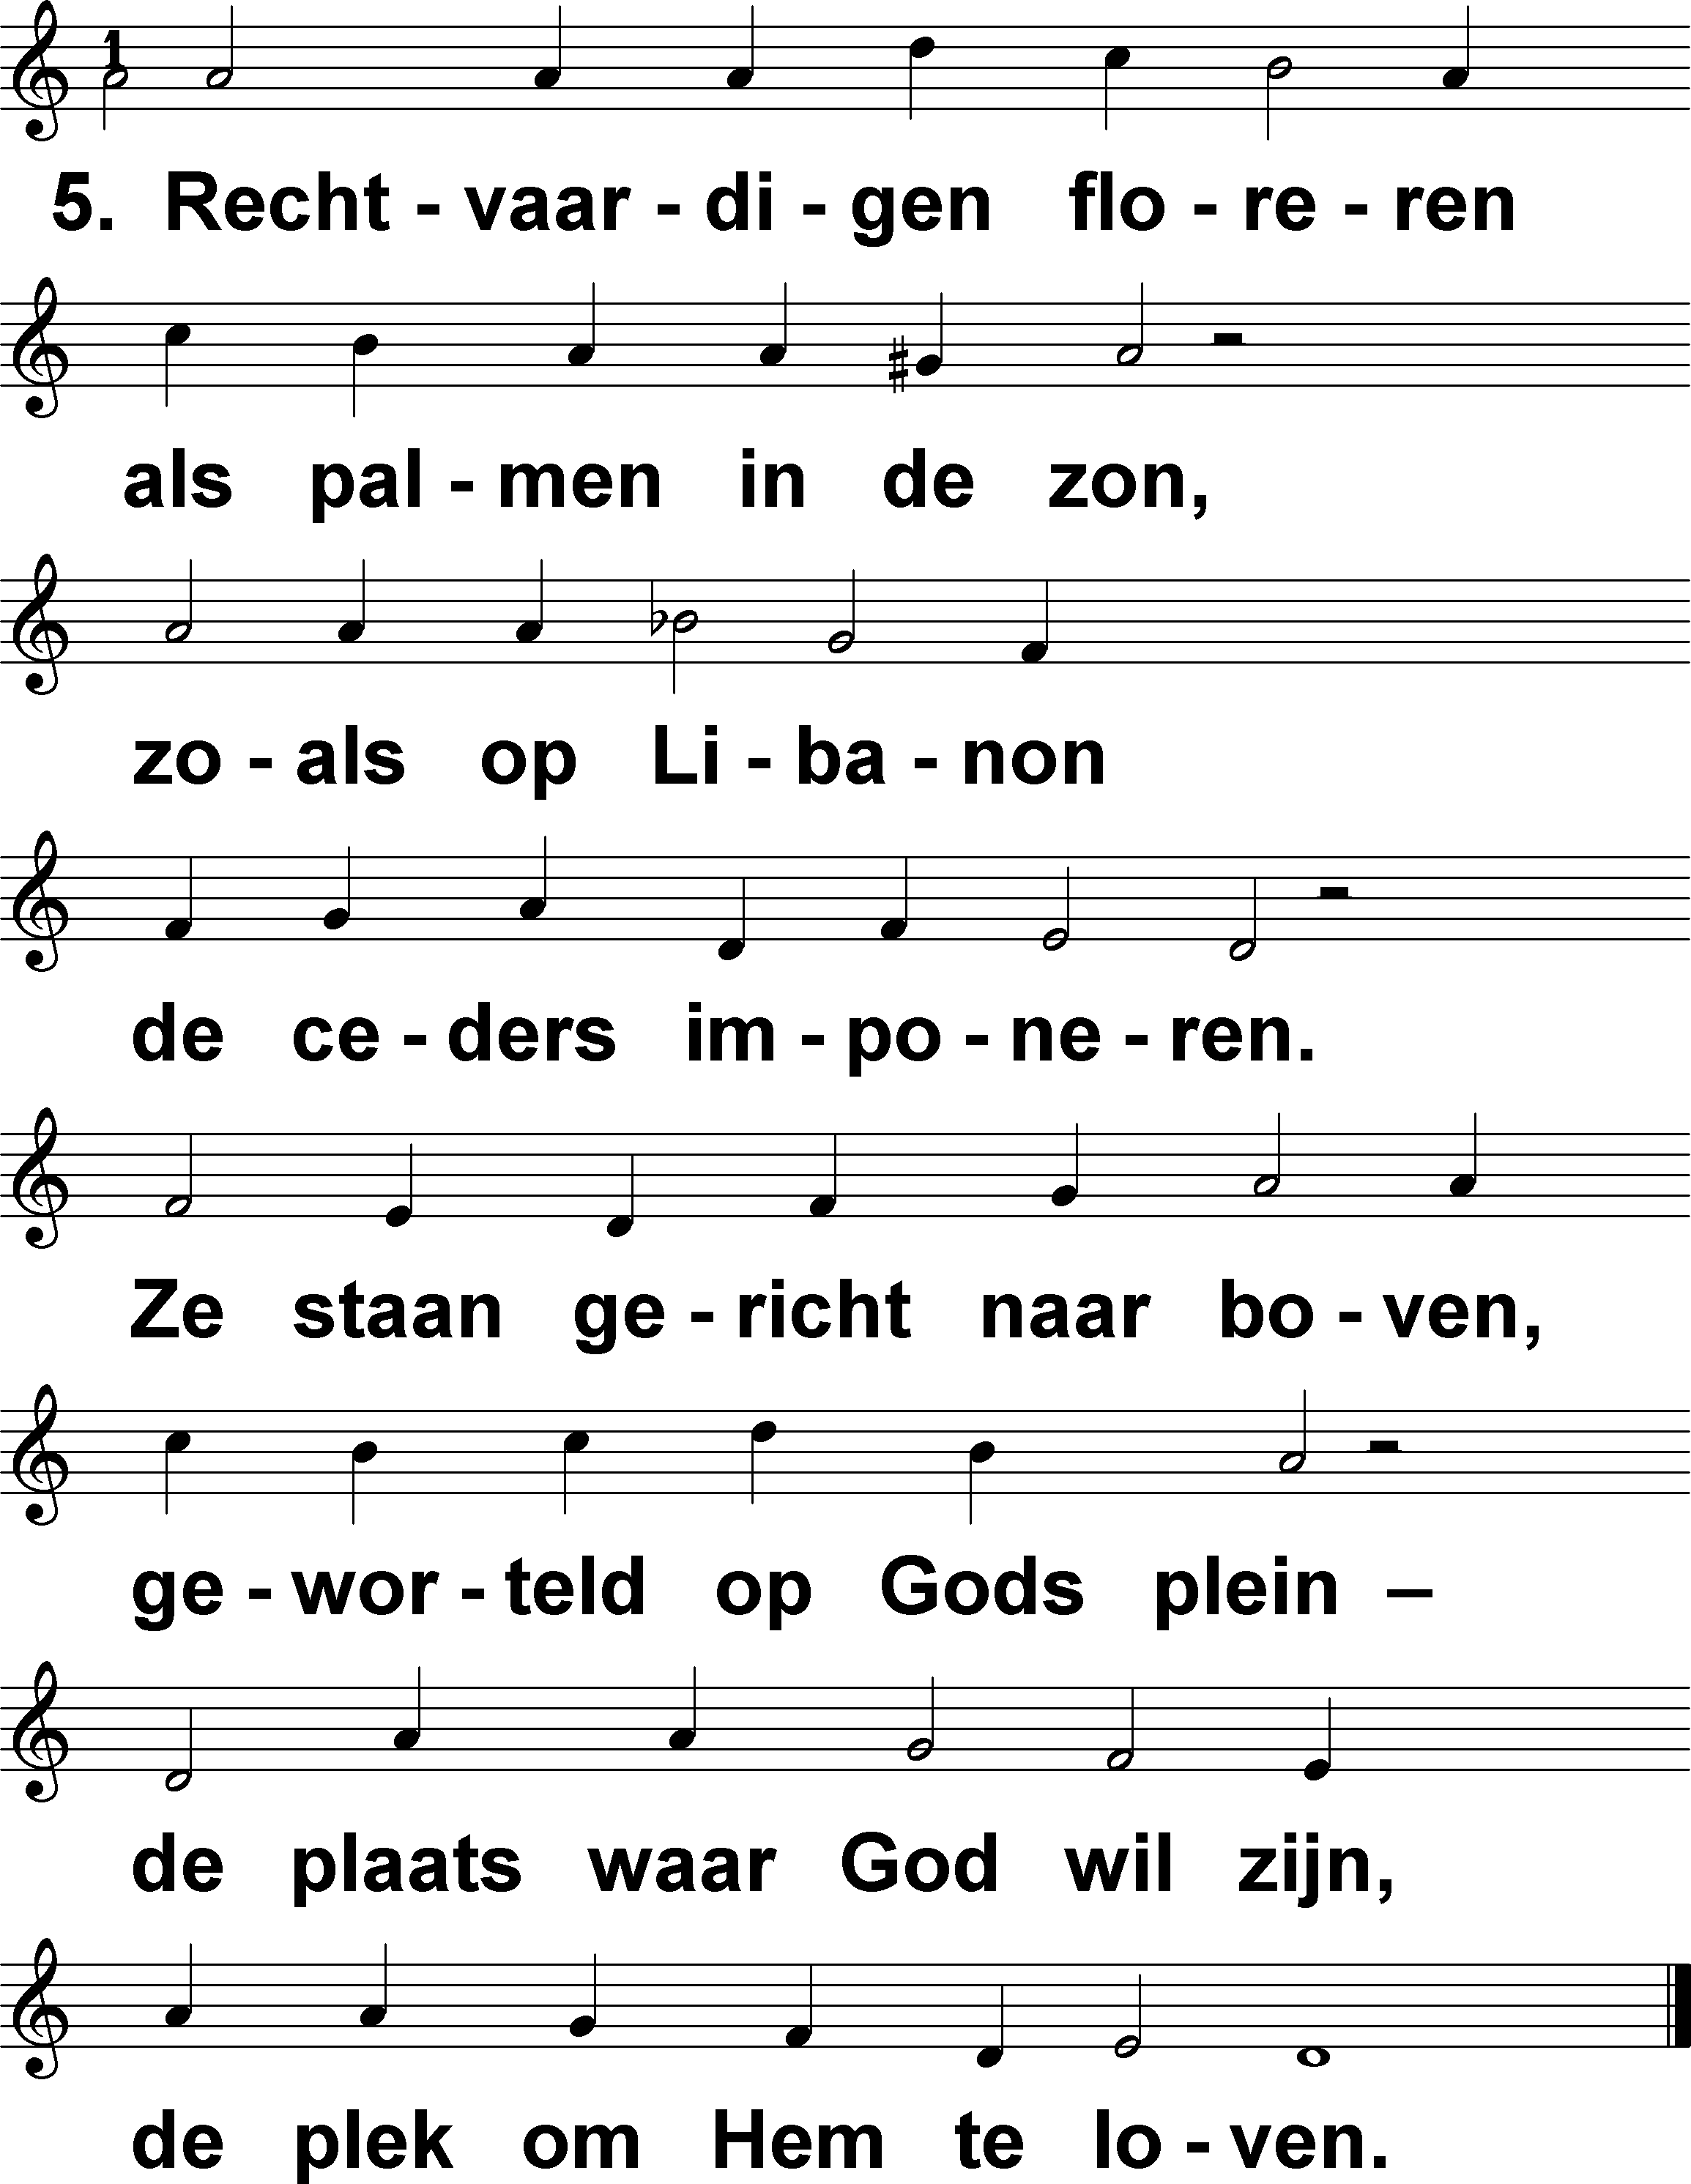 5. Recht - vaar - di - gen flo - re - ren
als pal - men in de zon,
zo - als op Li - ba - non
de ce - ders im - po - ne - ren.
Ze staan ge - richt naar bo - ven,
ge - wor - teld op Gods plein –
de plaats waar God wil zijn,
de plek om Hem te lo - ven.